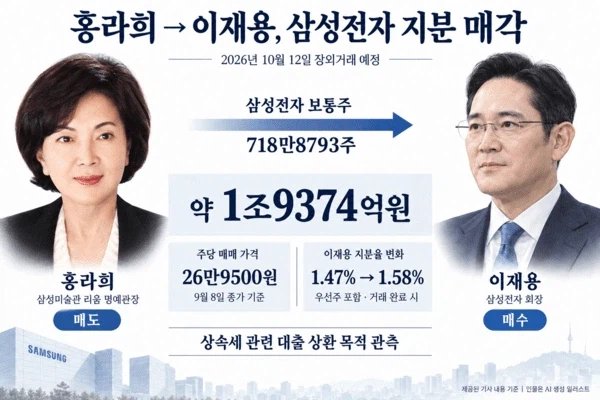 홍라희 → 이재용, 삼성전자 지분 매각
2026년 10월 12일 장외거래 예정
삼성전자 보통주
718만8793주
약 1조9374억원
주당 매매 가격
26만9500원
9월 8일 종가 기준
이재용 지분율 변화
1.47% → 1.58%
우선주 포함 · 거래 완료 시
홍라희
삼성미술관 리움 명예관장
매도
이재용
삼성전자 회장
매수
SAMSUNG
상속세 관련 대출 상환 목적 관측
제공된 기사 내용 기준 | 인물은 AI 생성 일러스트